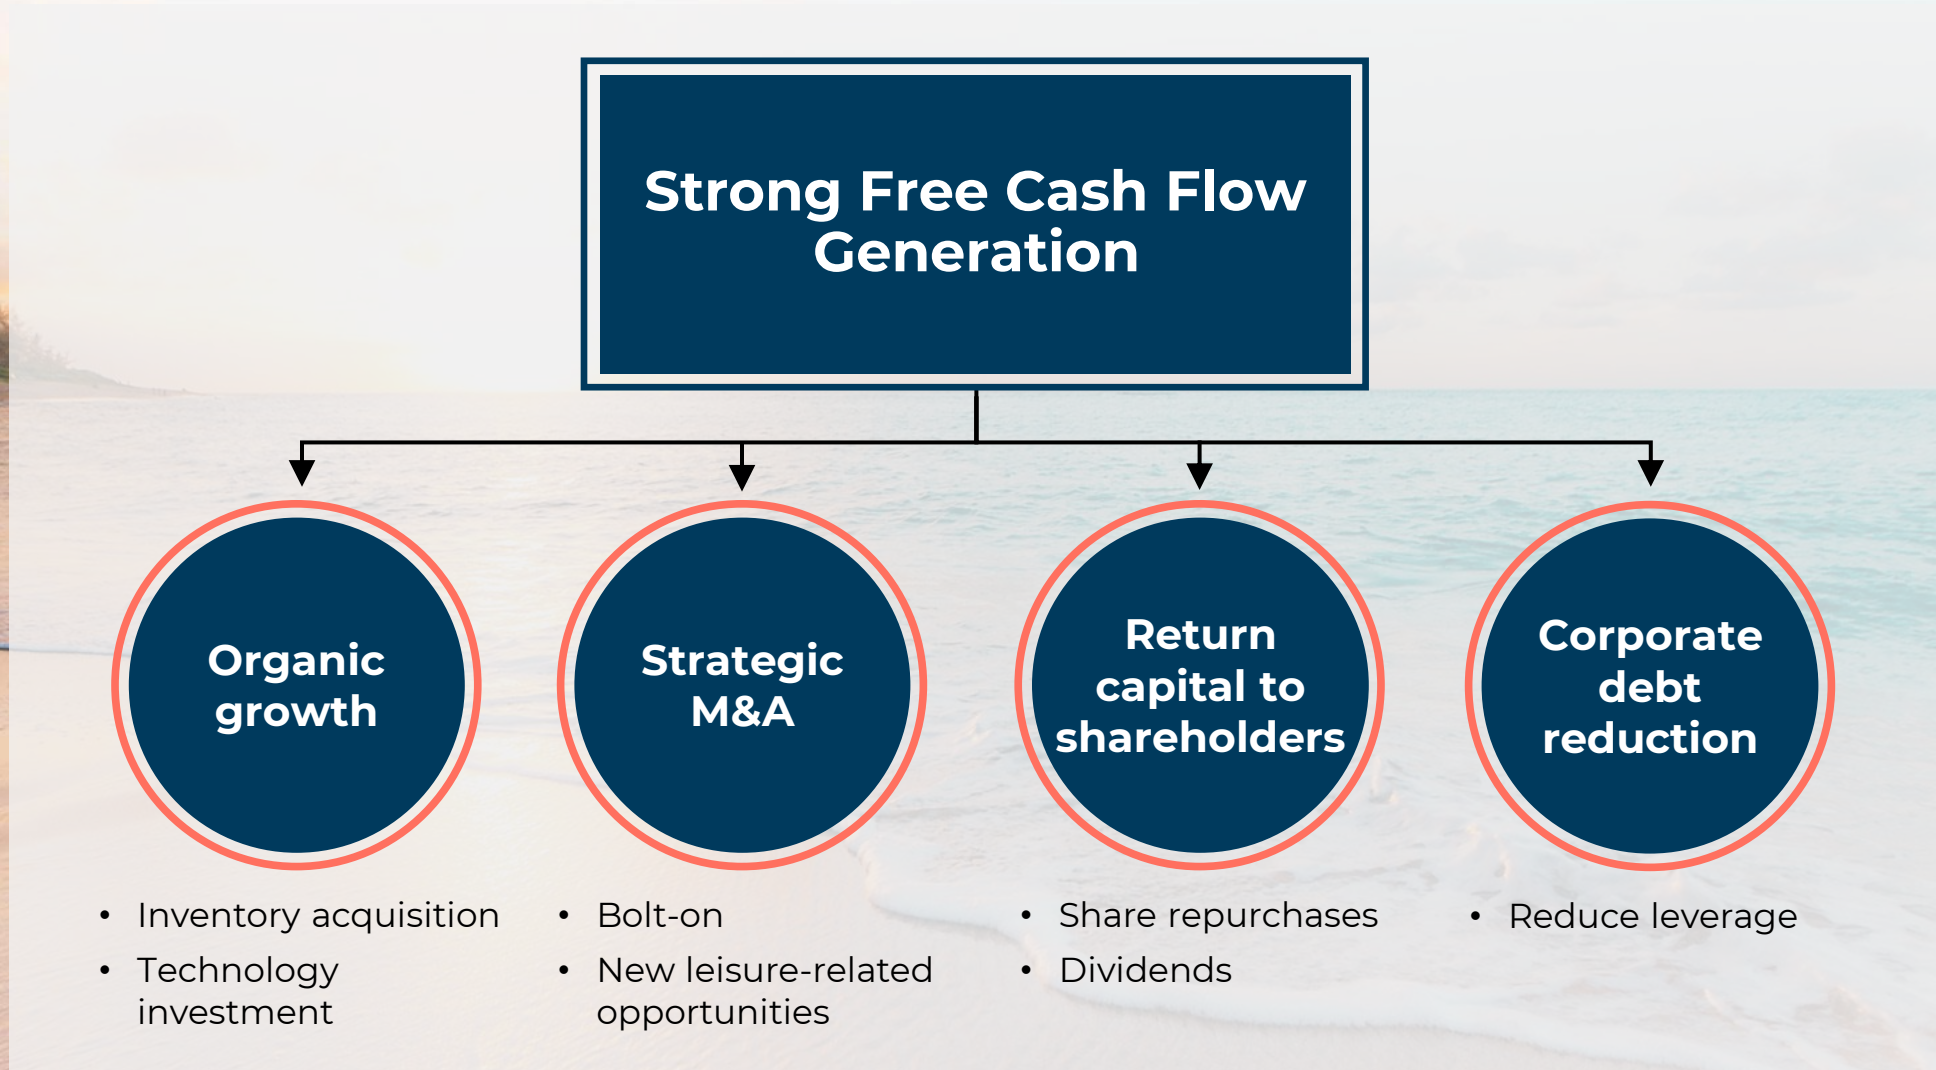 Strong Free Cash Flow
Generation
Organic
growth
Strategic
M&A
Return
capital to
shareholders
Corporate
debt
reduction
• Inventory acquisition
• Technology
investment
• Bolt-on
• New leisure-related
opportunities
• Share repurchases
• Dividends
• Reduce leverage